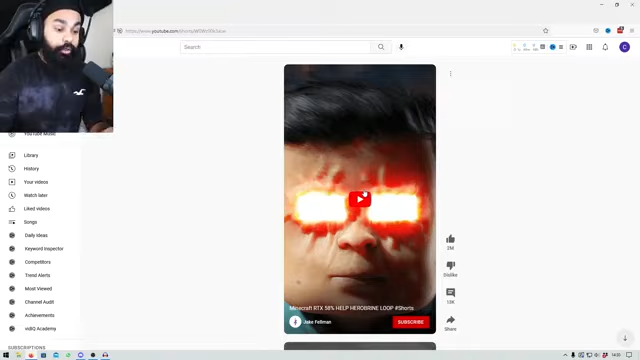 Search
YouTube Music
Library
History
Your videos
Watch later
Liked videos
Songs
Daily Ideas
Keyword Inspector
Competitors
Trend Alerts
Most Viewed
Channel Audit
Achievements
vidIQ Academy
SUBSCRIPTIONS
Minecraft RTX 58% HELP HEROBRINE LOOP #Shorts
Jake Fellman
SUBSCRIBE
Dislike
Share
C
14:20